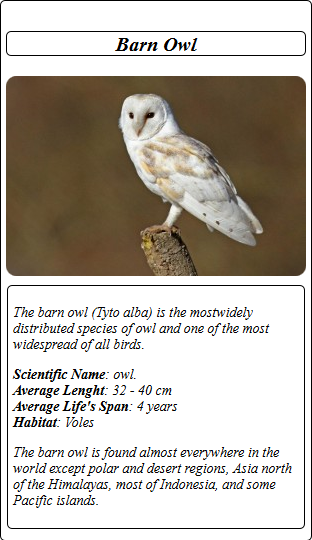 Barn Owl
The barn owl (Tyto alba) is the mostwidely
distributed species of owl and one of the most
widespread of all birds.
Scientific Name: owl.
Average Lenght: 32 - 40 cm
Average Life's Span: 4 years
Habitat: Voles
The barn owl is found almost everywhere in the
world except polar and desert regions, Asia north
of the Himalayas, most of Indonesia, and some
Pacific islands.